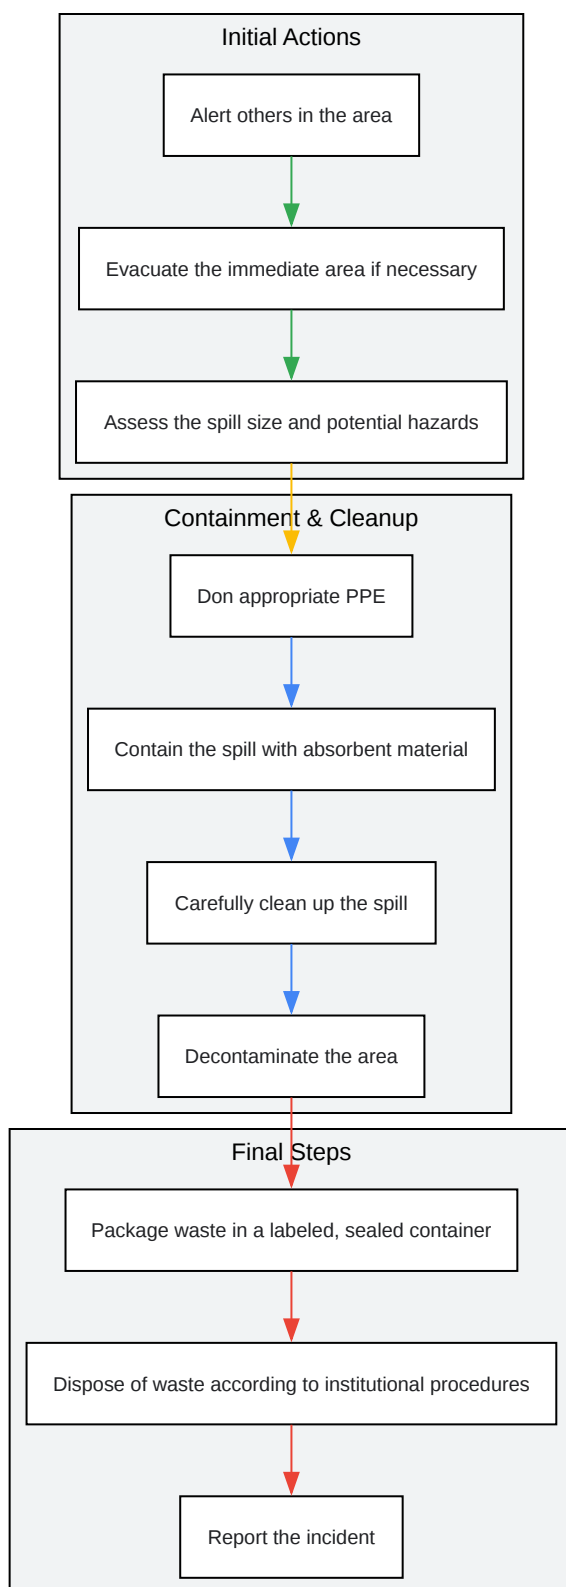 Initial Actions
Alert others in the area
Evacuate the immediate area if necessary
Assess the spill size and potential hazards
Containment & Cleanup
Don appropriate PPE
Contain the spill with absorbent material
Carefully clean up the spill
Decontaminate the area
Final Steps
Package waste in a labeled, sealed container
Dispose of waste according to institutional procedures
Report the incident